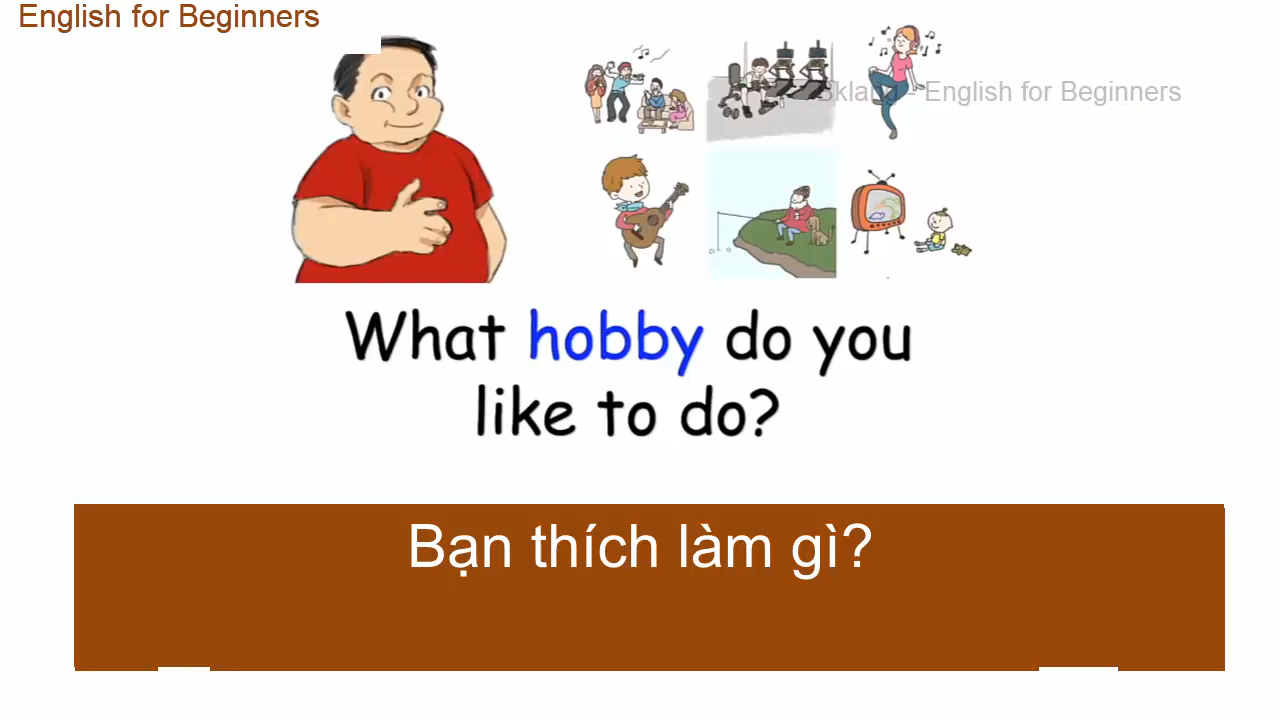 English for Beginners
- English for Beginners
What hobby do you
like to do?
Bạn thích làm gì?